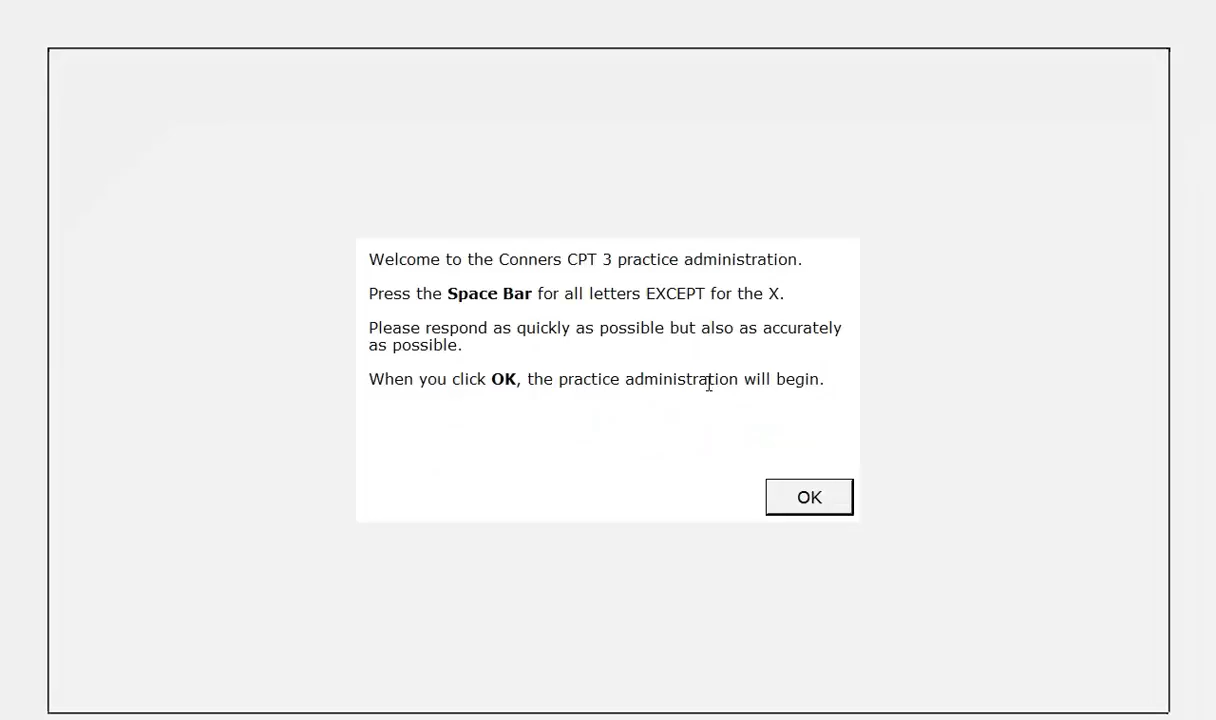 Welcome to the Conners CPT 3 practice administration.
Press the Space Bar for all letters EXCEPT for the X.
Please respond as quickly as possible but also as accurately
as possible.
When you click OK, the practice administration will begin.
OK